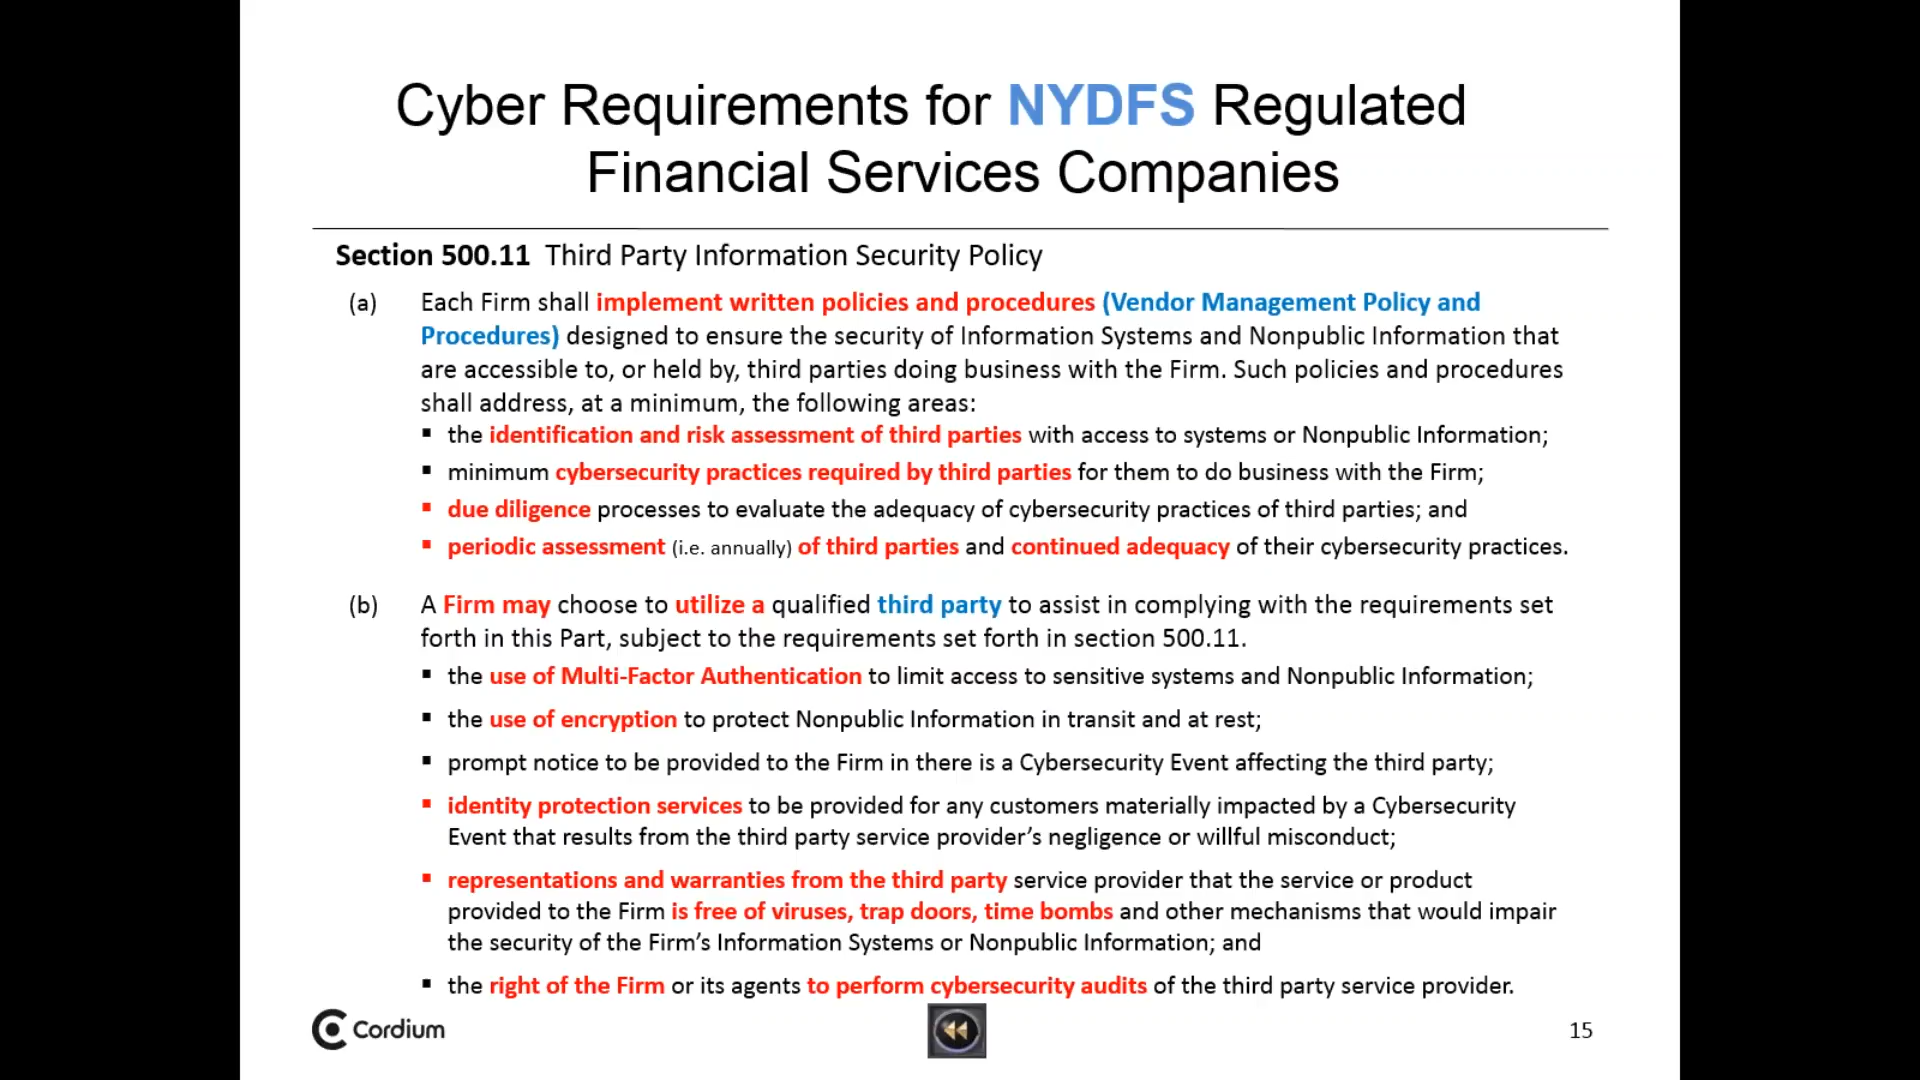 Cyber Requirements for NYDFS Regulated
Financial Services Companies
Section 500.11 Third Party Information Security Policy
(a) Each Firm shall implement written policies and procedures (Vendor Management Policy and
Procedures) designed to ensure the security of Information Systems and Nonpublic Information that
are accessible to, or held by, third parties doing business with the Firm. Such policies and procedures
shall address, at a minimum, the following areas:
▪ the identification and risk assessment of third parties with access to systems or Nonpublic Information;
▪ minimum cybersecurity practices required by third parties for them to do business with the Firm;
▪ due diligence processes to evaluate the adequacy of cybersecurity practices of third parties; and
▪ periodic assessment (i.e. annually) of third parties and continued adequacy of their cybersecurity practices.
(b) A Firm may choose to utilize a qualified third party to assist in complying with the requirements set
forth in this Part, subject to the requirements set forth in section 500.11.
▪ the use of Multi-Factor Authentication to limit access to sensitive systems and Nonpublic Information;
▪ the use of encryption to protect Nonpublic Information in transit and at rest;
▪ prompt notice to be provided to the Firm in there is a Cybersecurity Event affecting the third party;
▪ identity protection services to be provided for any customers materially impacted by a Cybersecurity
Event that results from the third party service provider’s negligence or willful misconduct;
▪ representations and warranties from the third party service provider that the service or product
provided to the Firm is free of viruses, trap doors, time bombs and other mechanisms that would impair
the security of the Firm’s Information Systems or Nonpublic Information; and
▪ the right of the Firm or its agents to perform cybersecurity audits of the third party service provider.
Cordium
15